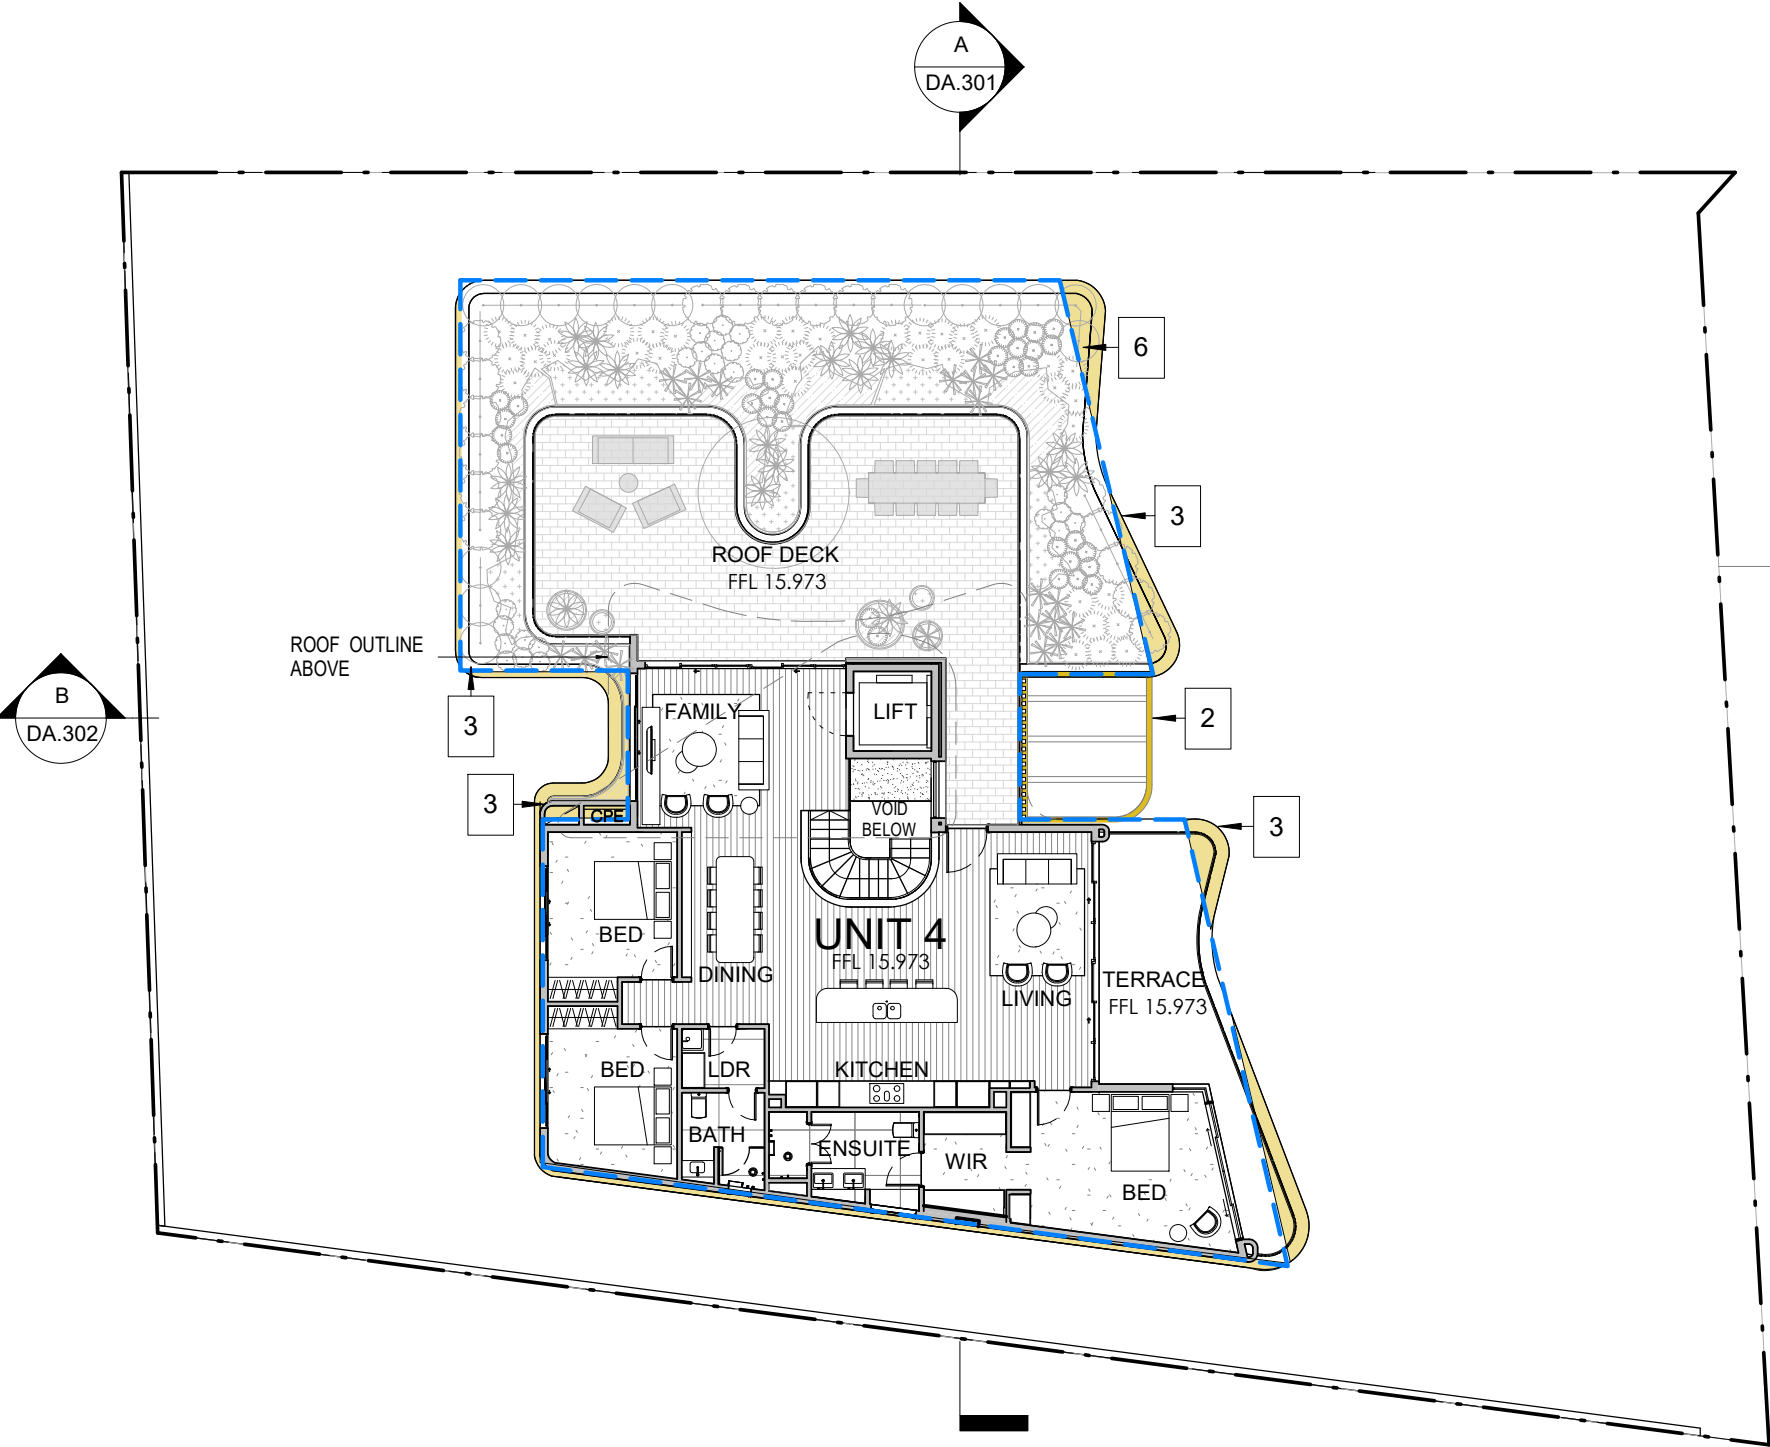 A
DA.301
6
3
ROOF DECK
FFL 15.973
ROOF OUTLINE
ABOVE
B
DA.302
3
FAMILY
LIFT
2
3
CPE
VOID
BELOW
3
D
UNIT 4
FFL 15.973
BED
DINING
LIVING
TERRACE
FFL 15.973
BED
LDR
KITCHEN
BATH
ENSUITE
WIR
BED
D